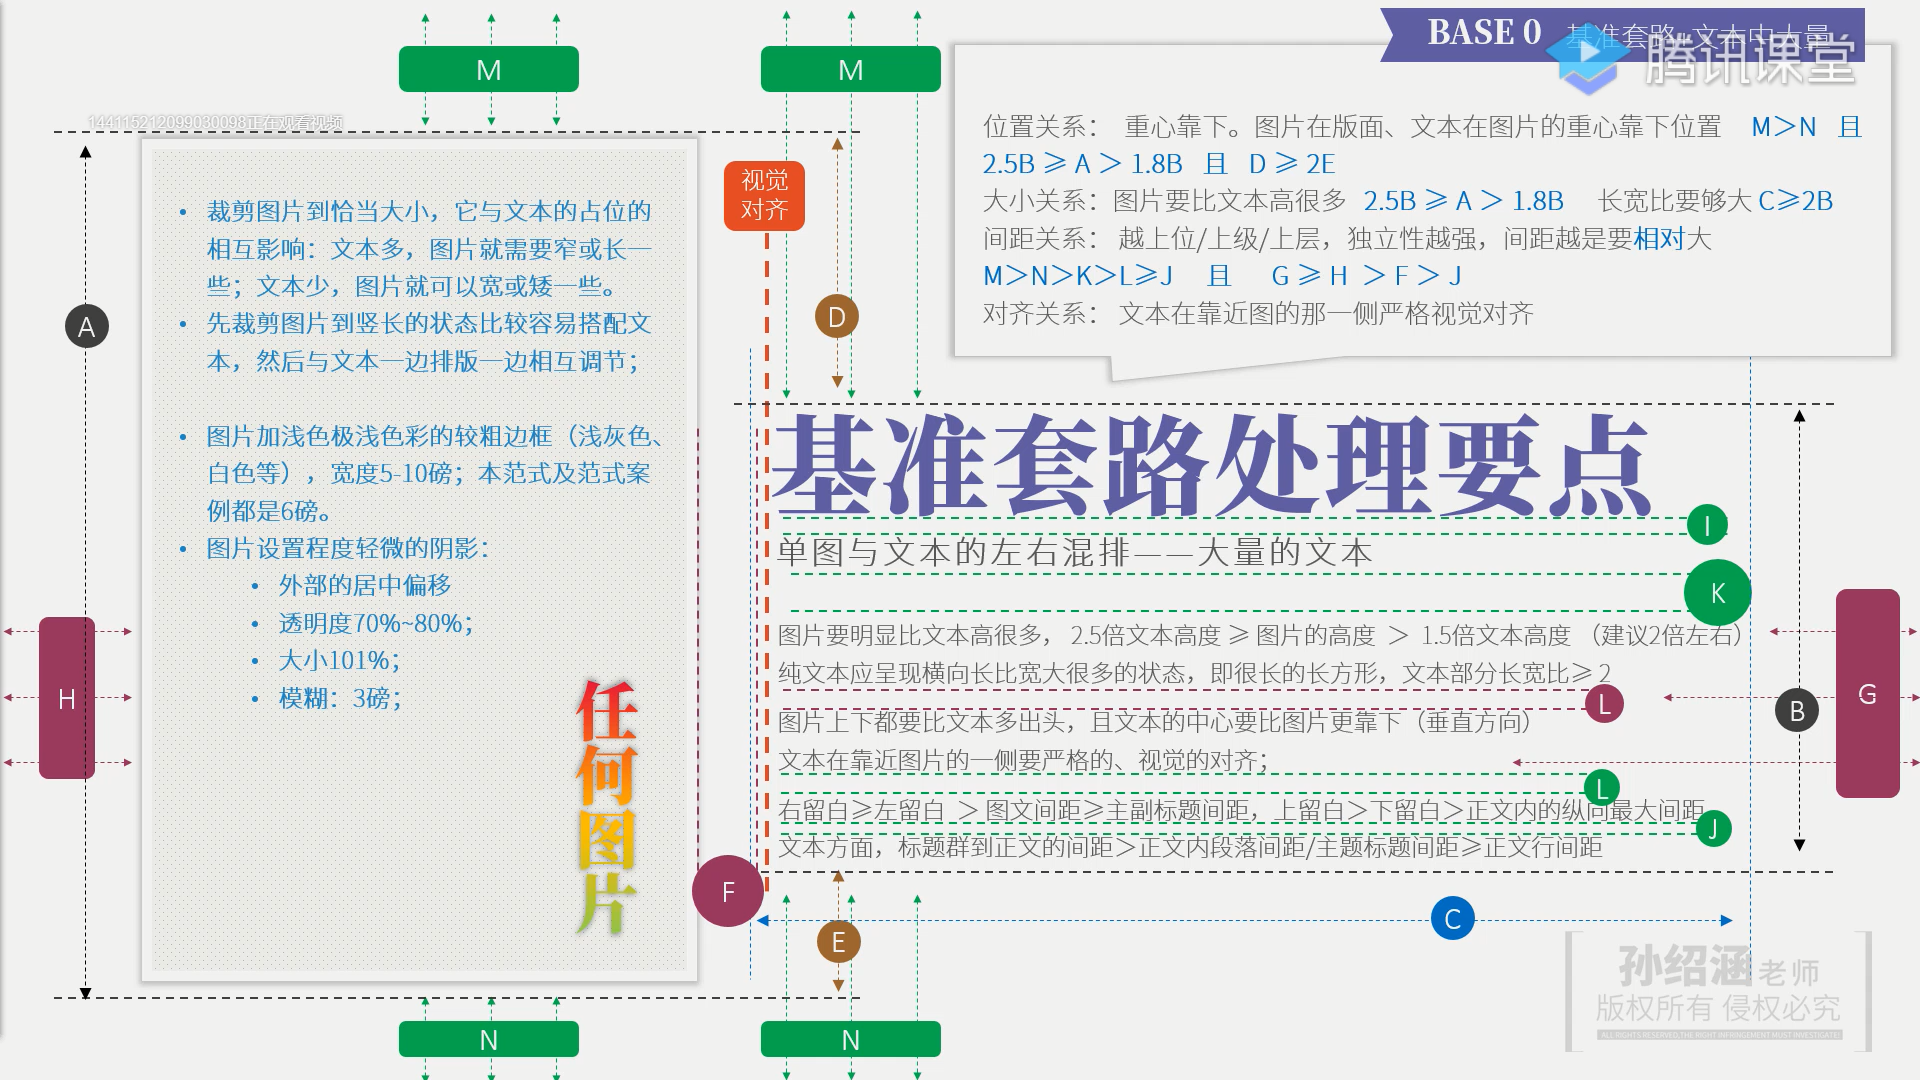 BASE 0 基准套路·文本中大量
腾讯课堂
M
M
144115212099030098正在观看视频
位置关系： 重心靠下。图片在版面、文本在图片的重心靠下位置 M＞N 且
2.5B ≥ A ＞ 1.8B 且 D ≥ 2E
大小关系：图片要比文本高很多 2.5B ≥ A ＞ 1.8B 长宽比要够大 C≥2B
间距关系： 越上位/上级/上层，独立性越强，间距越是要相对大
M＞N＞K＞L≥J 且 G ≥ H ＞ F ＞ J
对齐关系： 文本在靠近图的那一侧严格视觉对齐
视觉
对齐
• 裁剪图片到恰当大小，它与文本的占位的
相互影响：文本多，图片就需要窄或长一
些；文本少，图片就可以宽或矮一些。
• 先裁剪图片到竖长的状态比较容易搭配文
本，然后与文本一边排版一边相互调节；
• 图片加浅色极浅色彩的较粗边框（浅灰色、
白色等），宽度5-10磅；本范式及范式案
例都是6磅。
• 图片设置程度轻微的阴影：
• 外部的居中偏移
• 透明度70%~80%；
• 大小101%；
• 模糊：3磅；
任何图片
A
D
H
F
E
基准套路处理要点
I
单图与文本的左右混排——大量的文本
K
图片要明显比文本高很多， 2.5倍文本高度 ≥ 图片的高度 ＞ 1.5倍文本高度 （建议2倍左右）
纯文本应呈现横向长比宽大很多的状态，即很长的长方形，文本部分长宽比≥ 2
L
图片上下都要比文本多出头，且文本的中心要比图片更靠下（垂直方向）
文本在靠近图片的一侧要严格的、视觉的对齐；
L
右留白≥左留白 ＞ 图文间距≥主副标题间距，上留白＞下留白＞正文内的纵向最大间距
J
文本方面，标题群到正文的间距＞正文内段落间距/主题标题间距≥正文行间距
B
G
C
N
N
孙绍涵老师
版权所有 侵权必究
ALL RIGHTS RESERVED, THE RIGHT INFRINGEMENT MUST INVESTIGATE!